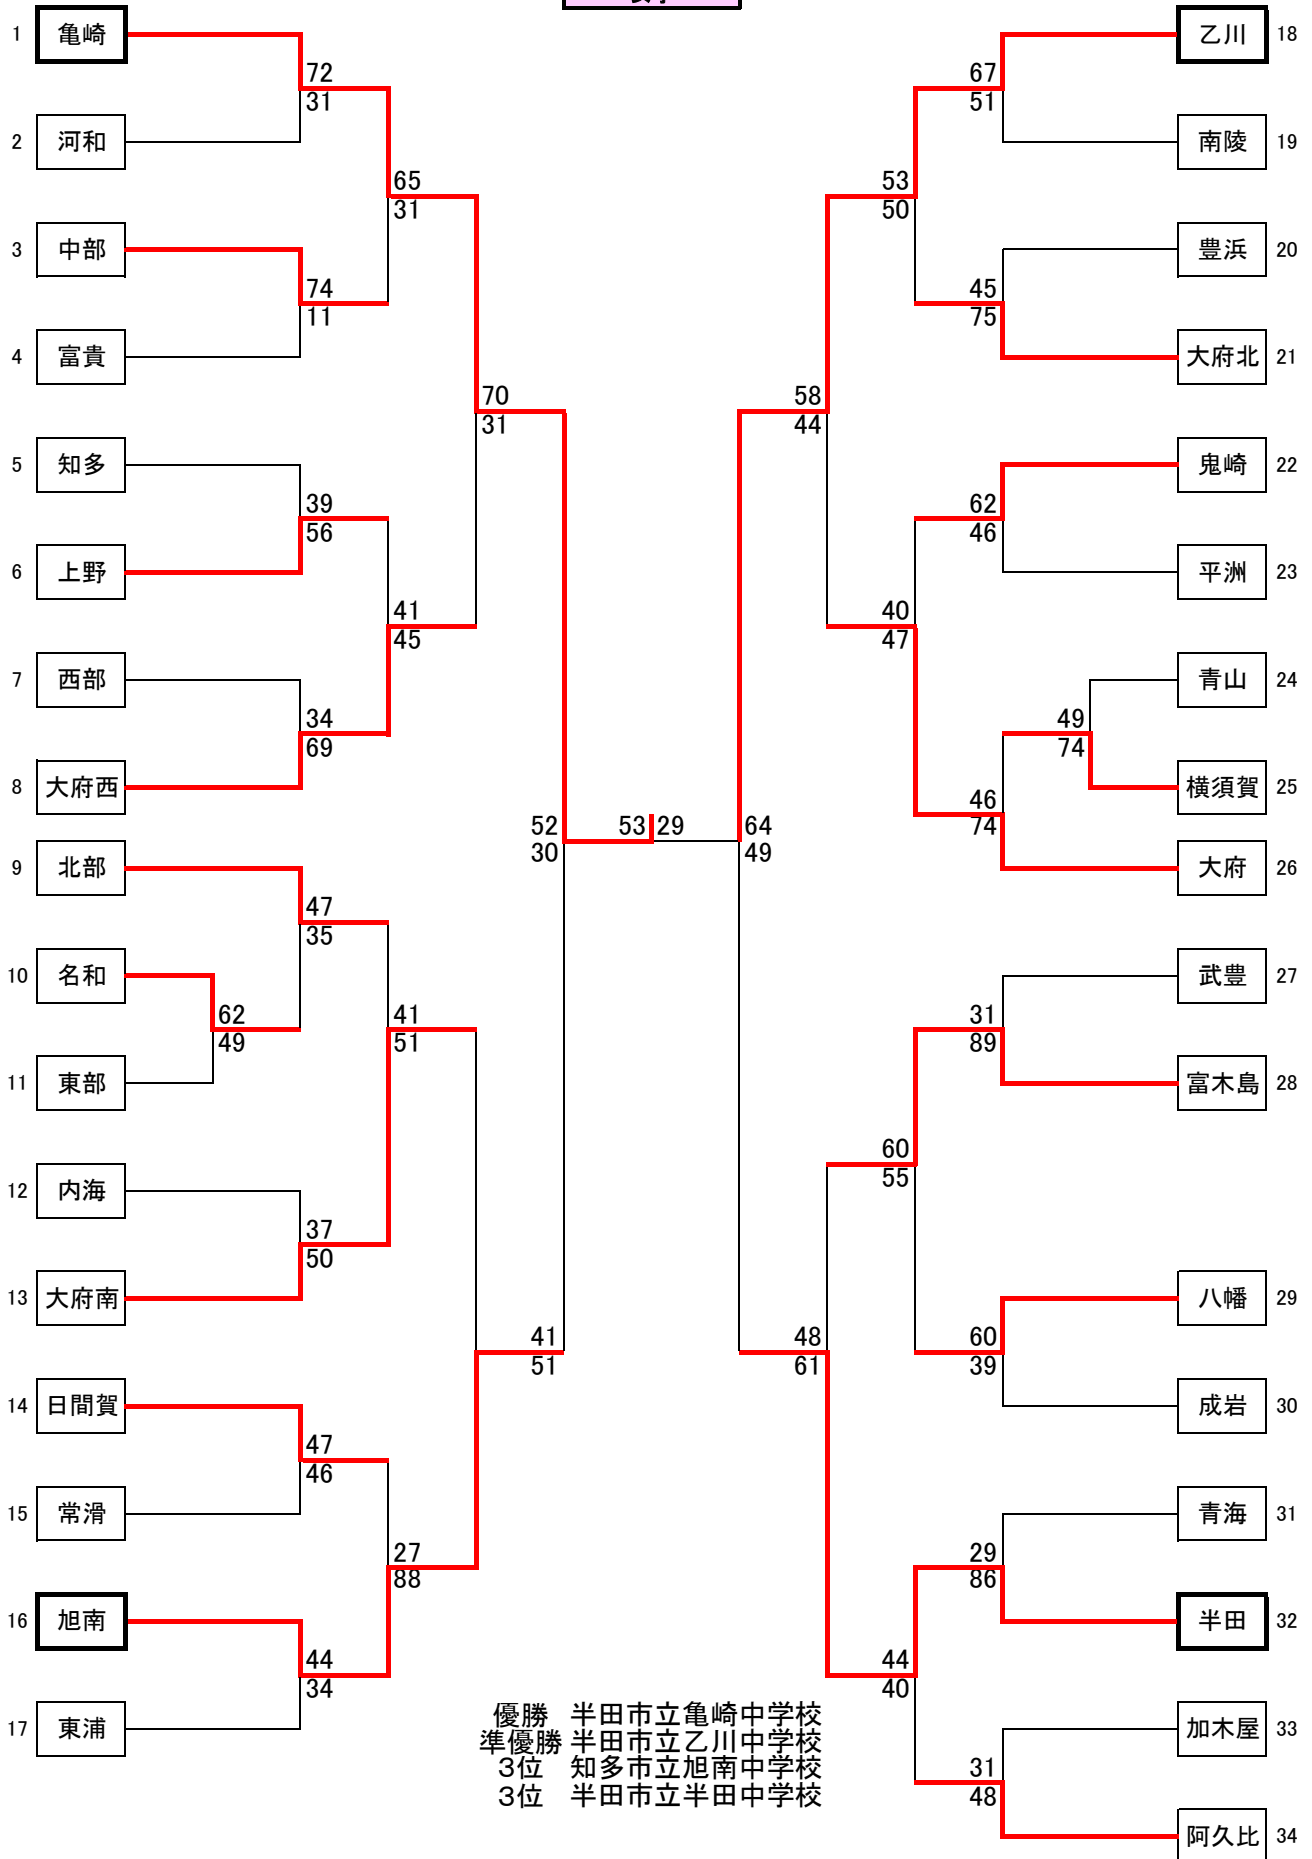 1 亀崎
72
31
2 河和
65
31
3 中部
74
11
4 富貴
70
31
5 知多
39
56
6 上野
41
45
7 西部
34
69
8 大府西
52
30
53 29
9 北部
47
35
10 名和
62
49
41
51
11 東部
12 内海
37
50
13 大府南
41
51
14 日間賀
47
46
15 常滑
27
88
16 旭南
44
34
17 東浦
乙川 18
67
51
南陵 19
53
50
豊浜 20
45
75
大府北 21
58
44
鬼崎 22
62
46
平洲 23
40
47
青山 24
49
74
横須賀 25
46
74
大府 26
64
49
武豊 27
31
89
富木島 28
60
55
八幡 29
60
39
48
61
成岩 30
青海 31
29
86
半田 32
44
40
加木屋 33
31
48
阿久比 34
優勝 半田市立亀崎中学校
準優勝 半田市立乙川中学校
3位 知多市立旭南中学校
3位 半田市立半田中学校